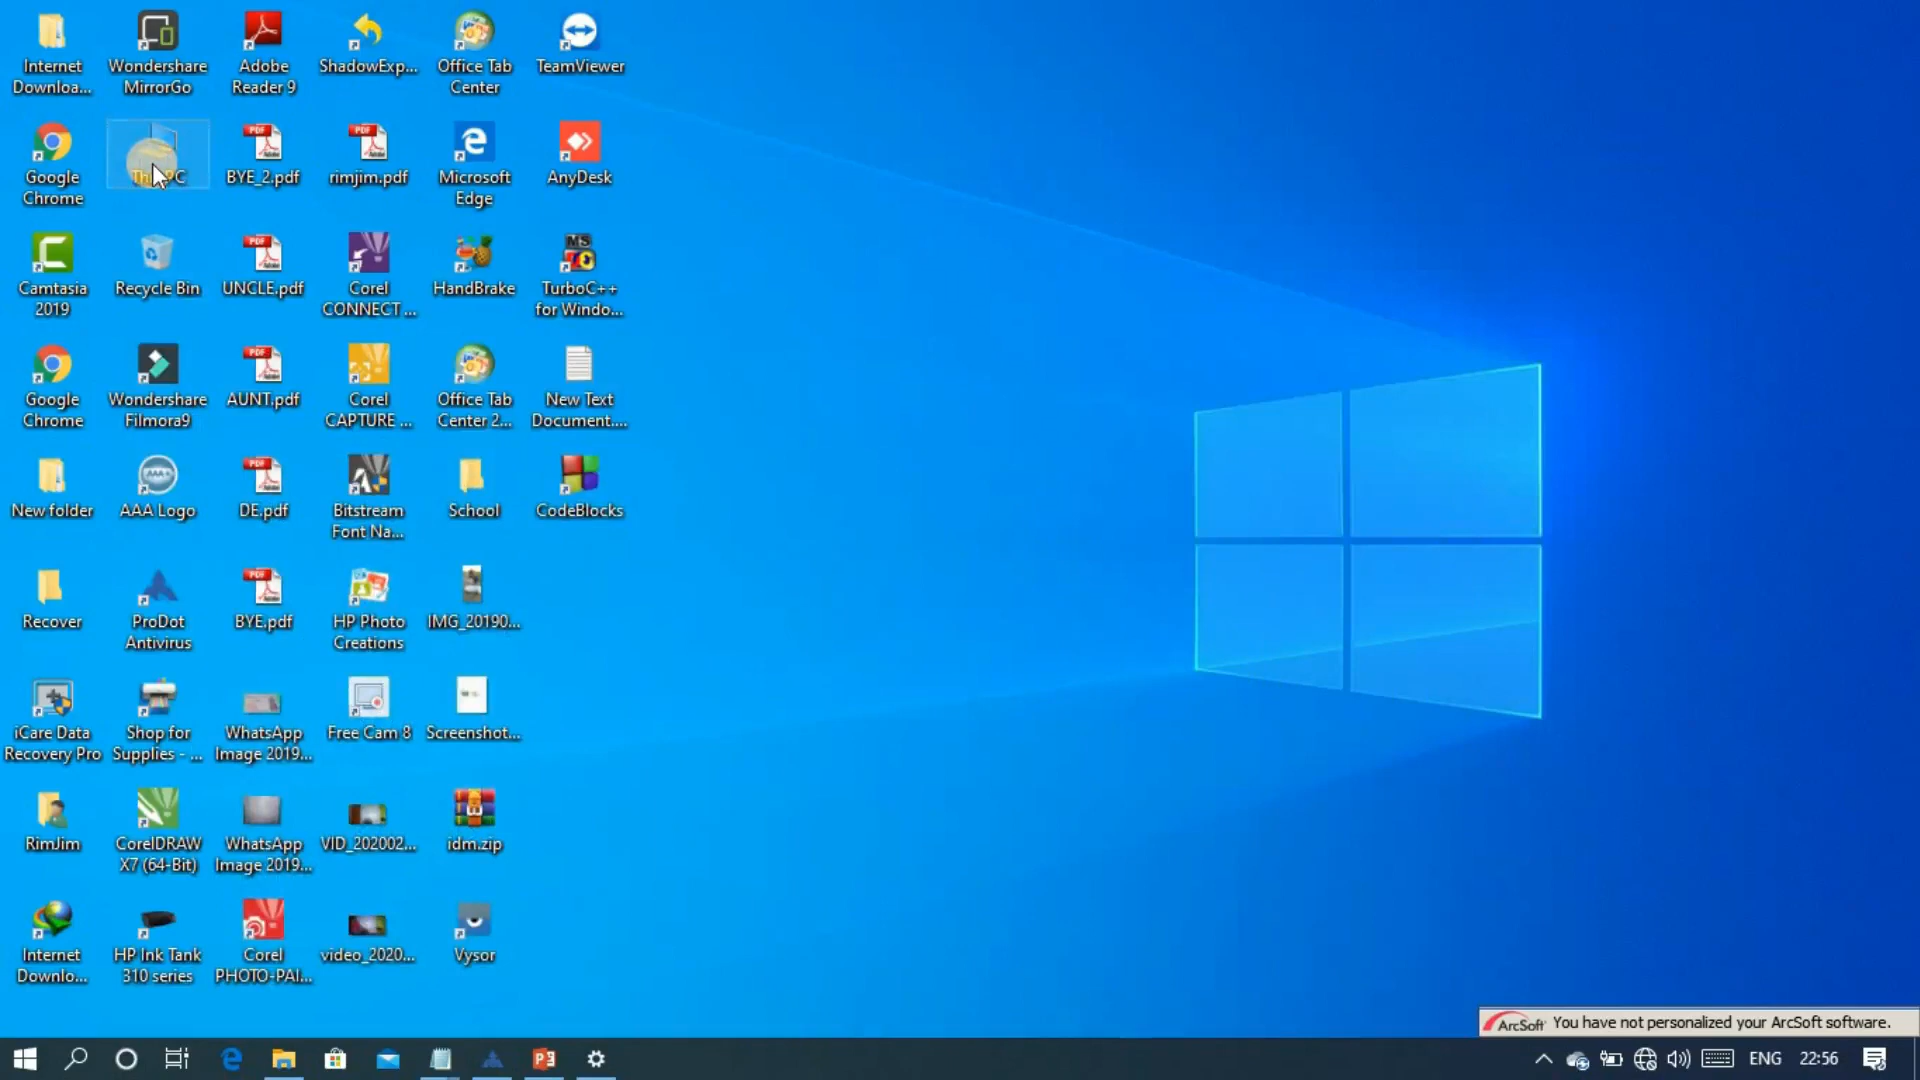 Internet
Downloa...
Wondershare
MirrorGo
Adobe
Reader 9
ShadowExp...
Office Tab
Center
TeamViewer
Google
Chrome
This PC
BYE_2.pdf
rimjim.pdf
Microsoft
Edge
AnyDesk
Camtasia
2019
Recycle Bin
UNCLE.pdf
Corel
CONNECT ...
HandBrake
TurboC++
for Windo...
Google
Chrome
Wondershare
Filmora9
AUNT.pdf
Corel
CAPTURE ...
Office Tab
Center 2...
New Text
Document....
New folder
AAA Logo
DE.pdf
Bitstream
Font Na...
School
CodeBlocks
Recover
ProDot
Antivirus
BYE.pdf
HP Photo
Creations
IMG_20190...
iCare Data
Recovery Pro
Shop for
Supplies - ...
WhatsApp
Image 2019...
Free Cam 8
Screenshot...
RimJim
CorelDRAW
X7 (64-Bit)
WhatsApp
Image 2019...
VID_202002...
idm.zip
Internet
Downlo...
HP Ink Tank
310 series
Corel
PHOTO-PAI...
video_2020...
Vysor
ArcSoft You have not personalized your ArcSoft software.
ENG 22:56